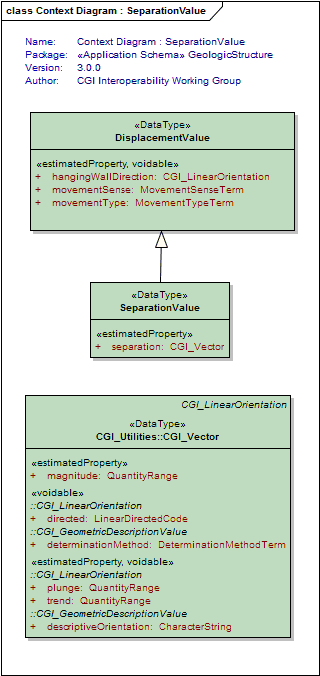 class Context Diagram : SeparationValue
Name: Context Diagram : SeparationValue
Package: «Application Schema» GeologicStructure
Version: 3.0.0
Author: CGI Interoperability Working Group
«DataType»
DisplacementValue
«estimatedProperty, voidable»
+ hangingWallDirection: CGI_LinearOrientation
+ movementSense: MovementSenseTerm
+ movementType: MovementTypeTerm
«DataType»
SeparationValue
«estimatedProperty»
+ separation: CGI_Vector
CGI_LinearOrientation
«DataType»
CGI_Utilities::CGI_Vector
«estimatedProperty»
+ magnitude: QuantityRange
«voidable»
::CGI_LinearOrientation
+ directed: LinearDirectedCode
::CGI_GeometricDescriptionValue
+ determinationMethod: DeterminationMethodTerm
«estimatedProperty, voidable»
::CGI_LinearOrientation
+ plunge: QuantityRange
+ trend: QuantityRange
::CGI_GeometricDescriptionValue
+ descriptiveOrientation: CharacterString